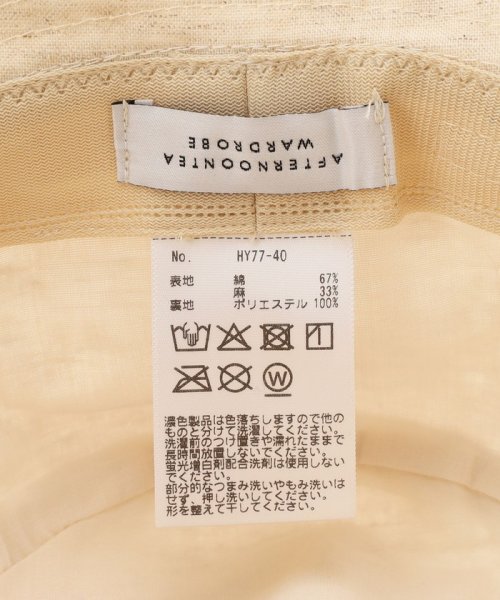 AFTERNOONTEA
WARDROBE
No. HY77-40
表地 綿 67%
麻 33%
裏地 ポリエステル 100%
W
濃色製品は色落ちしますので他の
ものと分けて洗濯してください。
洗濯前のつけ置きや濡れたままで
長時間放置しないでください。
蛍光増白剤配合洗剤は使用しない
でください。
部分的なつまみ洗いやもみ洗いは
せず、押し洗いしてください。
形を整えて干してください。